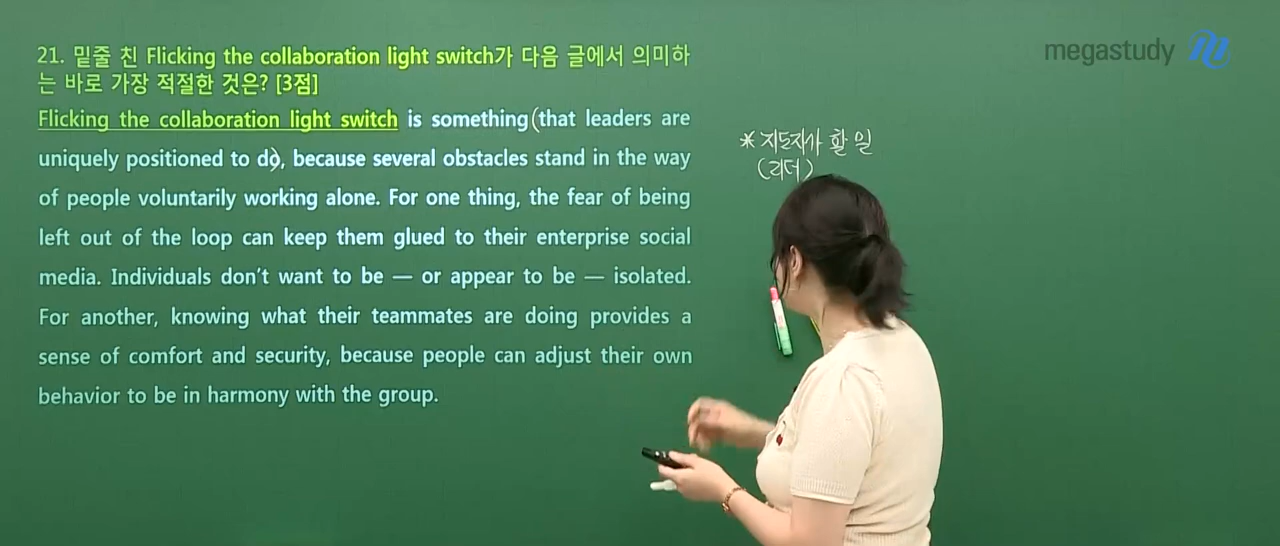 21. 밑줄 친 Flicking the collaboration light switch가 다음 글에서 의미하
는 바로 가장 적절한 것은? [3점]
Flicking the collaboration light switch is something (that leaders are
uniquely positioned to do), because several obstacles stand in the way
of people voluntarily working alone. For one thing, the fear of being
left out of the loop can keep them glued to their enterprise social
media. Individuals don't want to be — or appear to be — isolated.
For another, knowing what their teammates are doing provides a
sense of comfort and security, because people can adjust their own
behavior to be in harmony with the group.
megastudy
* 지도자가 할 일
(리더)